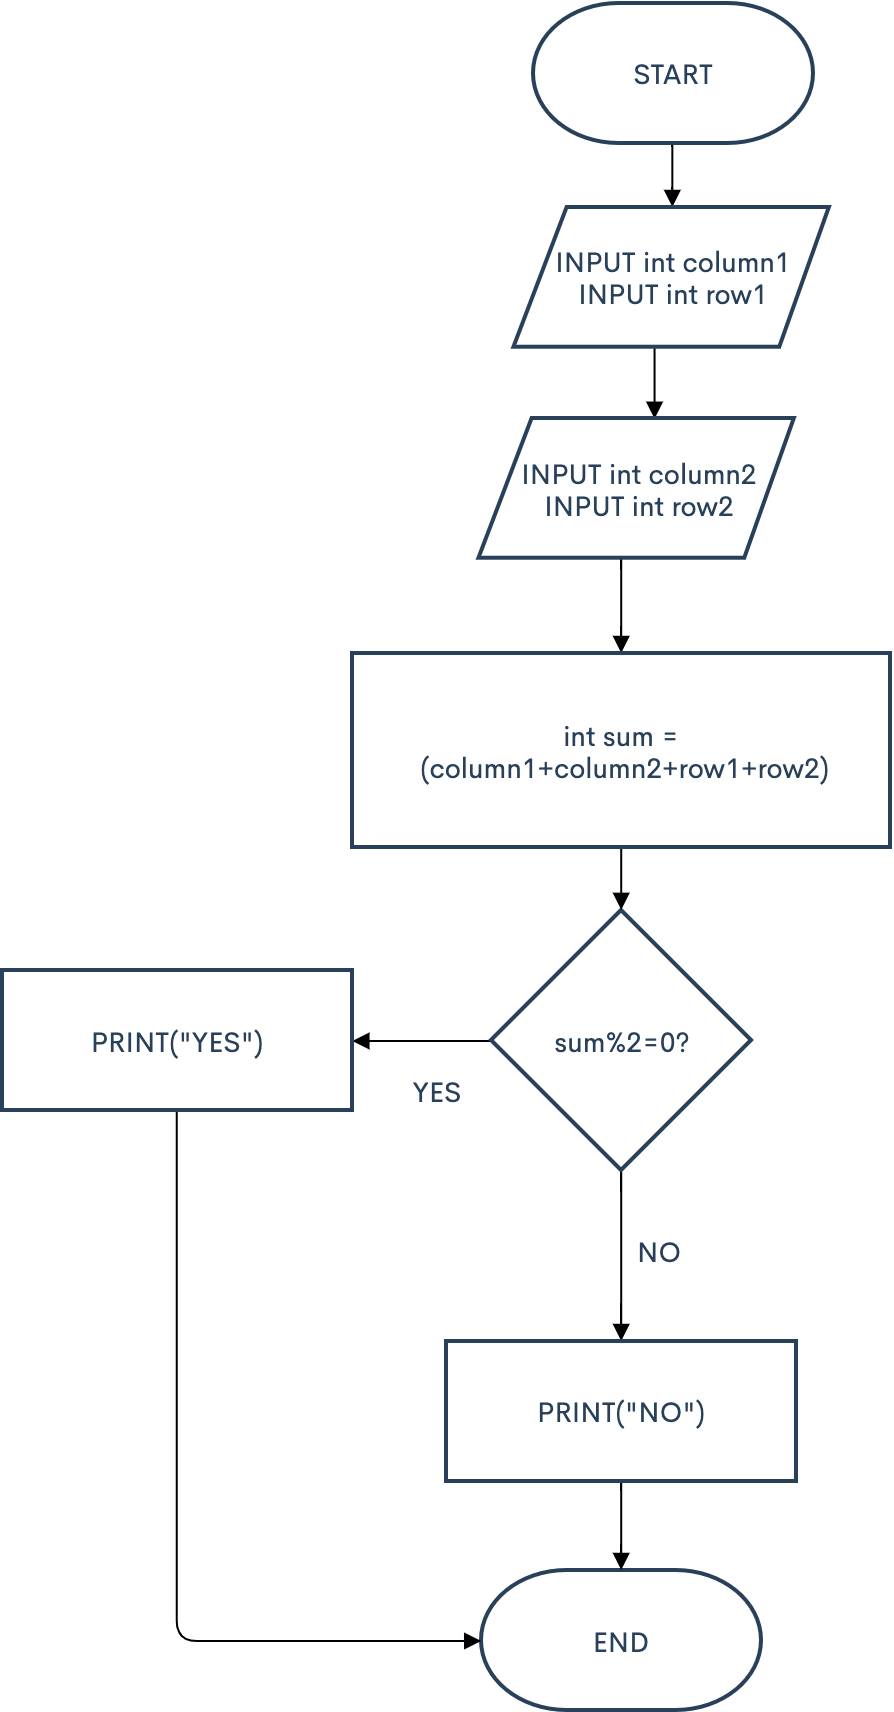 START
INPUT int column1
INPUT int row1
INPUT int column2
INPUT int row2
int sum =
(column1+column2+row1+row2)
sum%2=0?
PRINT("YES")
YES
NO
PRINT("NO")
END